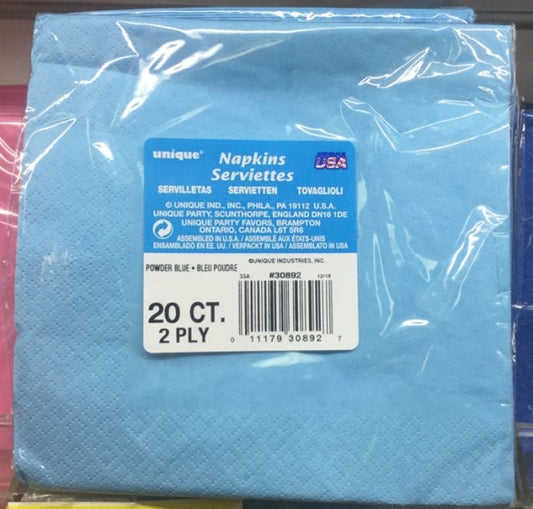 unique®
Napkins
Serviettes
USA
SERVILLETAS SERVIETTEN TOVAGLIOLI
© UNIQUE IND., INC., PHILA., PA 19112 U.S.A.
UNIQUE PARTY, SCUNTHORPE, ENGLAND DN16 1DE
UNIQUE PARTY FAVORS, BRAMPTON
ONTARIO, CANADA L6T 5R6
ASSEMBLED IN U.S.A. / ASSEMBLÉ AUX ÉTATS-UNIS
ENSAMBLADO EN EE. UU. / VERPACKT IN USA / ASSEMBLATO IN USA
©UNIQUE INDUSTRIES, INC.
POWDER BLUE • BLEU POUDRE
33A #30892 12/16
20 CT.
2 PLY
0 11179 30892 7